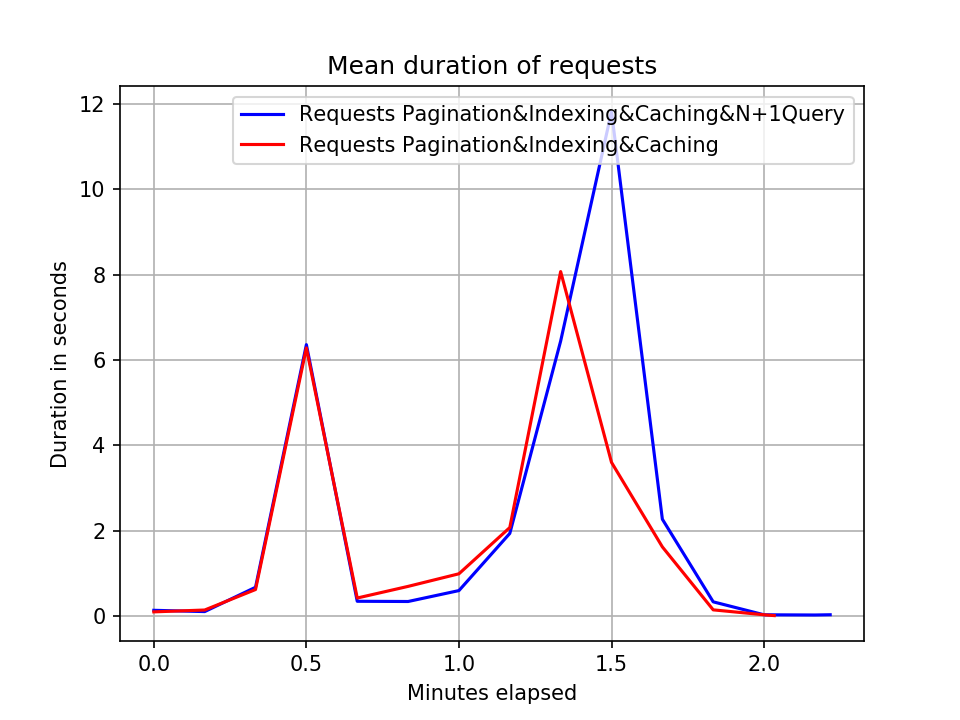 Mean duration of requests
Requests Pagination&Indexing&Caching&N+1Query
Requests Pagination&Indexing&Caching
12
10
8
6
4
2
0
Duration in seconds
0.0 0.5 1.0 1.5 2.0
Minutes elapsed